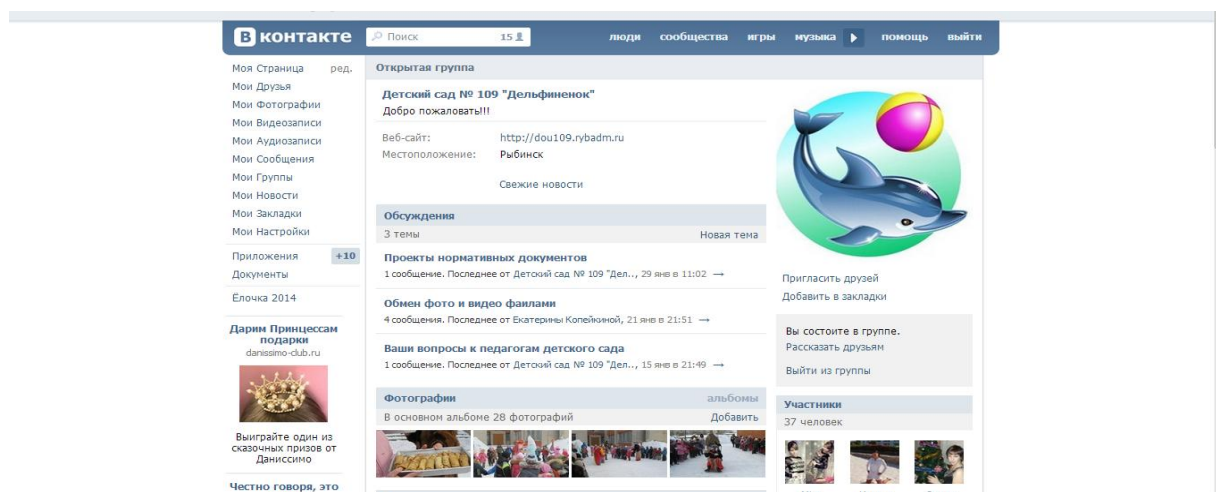 В контакте
Поиск 15
люди сообщества игры музыка помощь выйти
Моя Страница ред.
Мои Друзья
Мои Фотографии
Мои Видеозаписи
Мои Аудиозаписи
Мои Сообщения
Мои Группы
Мои Новости
Мои Закладки
Мои Настройки
Приложения +10
Документы
Ёлочка 2014
Дарим Принцессам
подарки
danissimo-club.ru
Выиграйте один из
сказочных призов от
Даниссимо
Честно говоря, это
Открытая группа
Детский сад № 109 "Дельфиненок"
Добро пожаловать!!!
Веб-сайт: http://dou109.rybadm.ru
Местоположение: Рыбинск
Свежие новости
Обсуждения
3 темы Новая тема
Проекты нормативных документов
1 сообщение. Последнее от Детский сад № 109 "Дел.., 29 янв в 11:02 →
Обмен фото и видео фаилами
4 сообщения. Последнее от Екатерины Копейкиной, 21 янв в 21:51 →
Ваши вопросы к педагогам детского сада
1 сообщение. Последнее от Детский сад № 109 "Дел.., 15 янв в 21:49 →
Фотографии альбомы
В основном альбоме 28 фотографий Добавить
Пригласить друзей
Добавить в закладки
Вы состоите в группе.
Рассказать друзьям
Выйти из группы
Участники
37 человек